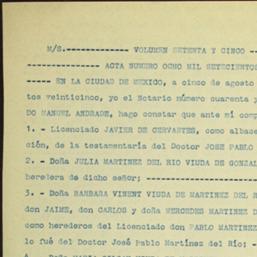 M/S.------------- VOLUMEN SETENTA Y CINCO --
--------------- ACTA NUMERO OCHO MIL SETECIENTOS
----- EN LA CIUDAD DE MEXICO, a cinco de agosto
tos veinticinco, yo el Notario número cuarenta y
DO MANUEL ANDRADE, hago constar que ante mi comp
1. - Licenciado JAVIER DE CERVANTES, como albace
ción, de la testamentaría del Doctor JOSE PABLO
2. - Doña JULIA MARTINEZ DEL RIO VIUDA DE GONZAL
heredera de dicho señor; ----------------------
3. - Doña BARBARA VINENT VIUDA DE MARTINEZ DEL R
don JAIME, don CARLOS y doña MERCEDES MARTINEZ D
como herederos del Licenciado don PABLO MARTINEZ
lo fué del Doctor José Pablo Martínez del Río; --